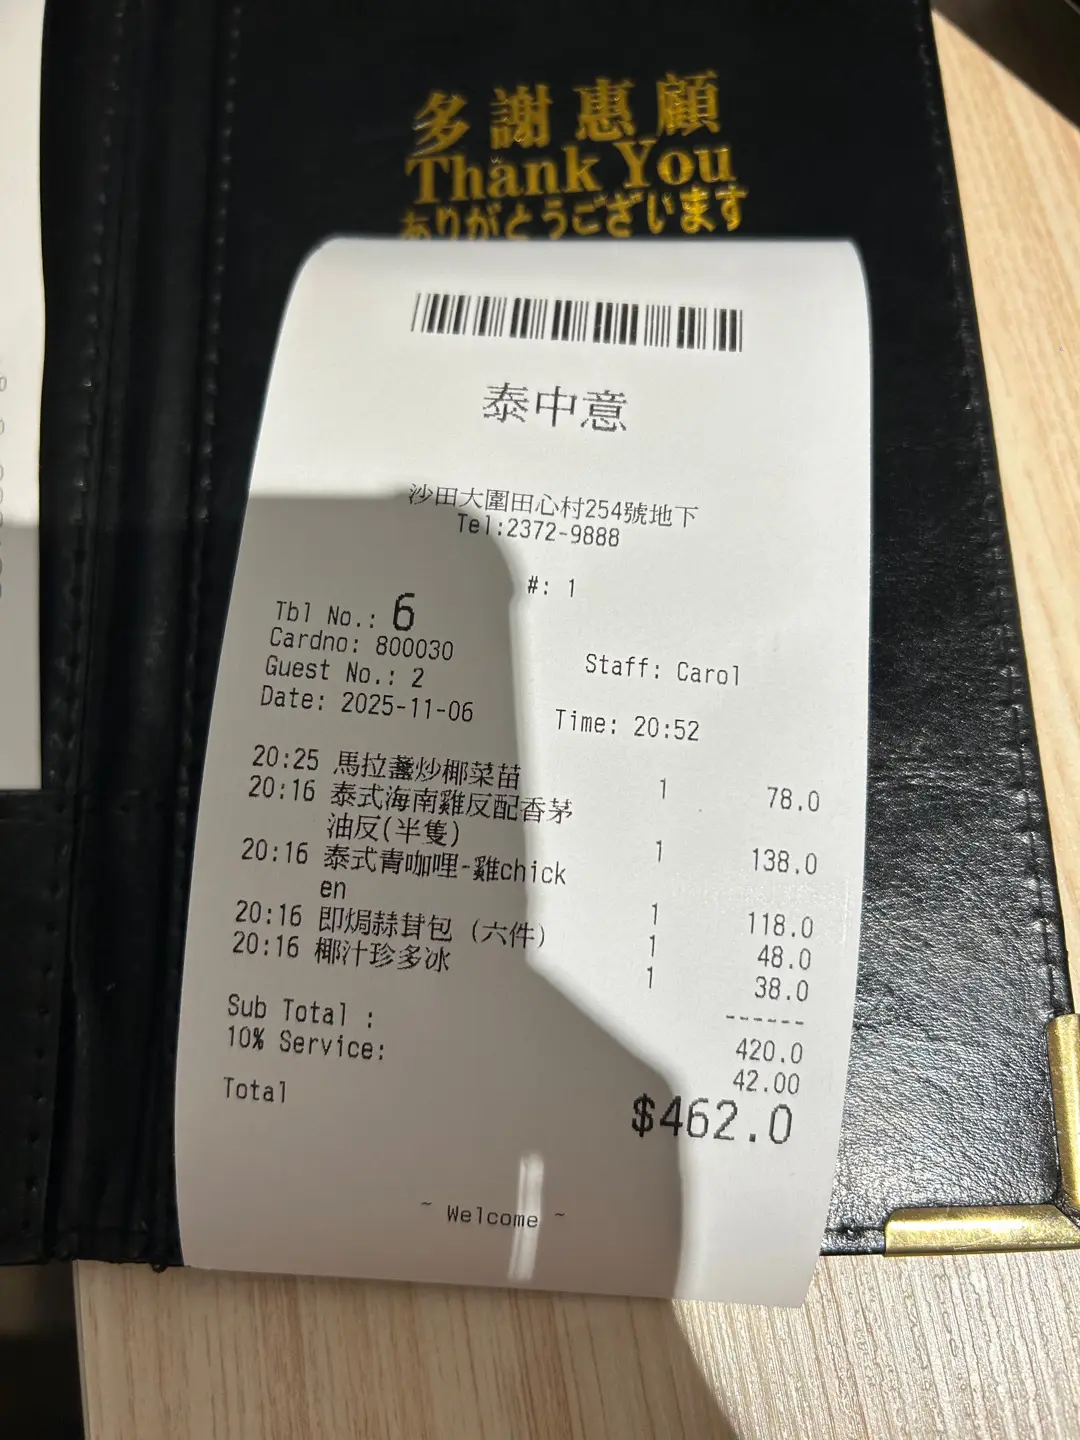 多謝惠顧
Thank You
ありがとうございます
泰中意
沙田大圍田心村254號地下
Tel:2372-9888
#: 1
Tbl No.: 6
Cardno: 800030
Staff: Carol
Guest No.: 2
Date: 2025-11-06
Time: 20:52
20:25 馬拉盞炒椰菜苗 1 78.0
20:16 泰式海南雞反配香茅
油反(半隻) 1 138.0
20:16 泰式青咖哩-雞chick
en 1 118.0
20:16 即焗蒜茸包 (六件) 1 48.0
20:16 椰汁珍多冰 1 38.0
------
Sub Total : 420.0
10% Service: 42.00
Total $462.0
~ Welcome ~